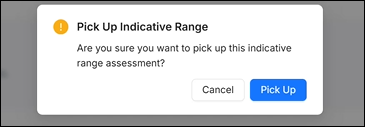 Pick Up Indicative Range
Are you sure you want to pick up this indicative
range assessment?
Cancel
Pick Up